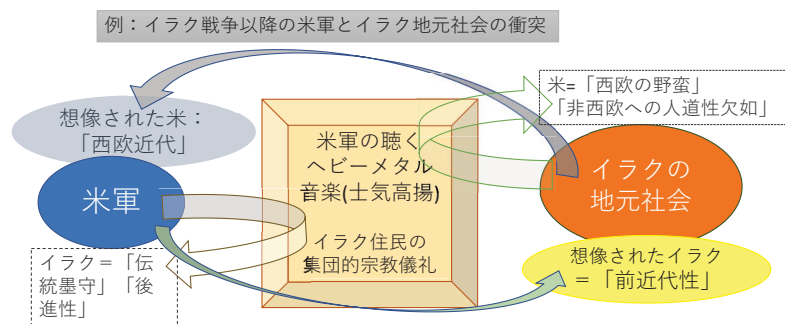 例：イラク戦争以降の米軍とイラク地元社会の衝突
米=「西欧の野蛮」
「非西欧への人道性欠如」
想像された米：
「西欧近代」
米軍の聴く
ヘビーメタル
音楽(士気高揚)
イラク住民の
集団的宗教儀礼
米軍
イラクの
地元社会
イラク＝「伝
統墨守」「後
進性」
想像されたイラク
＝「前近代性」